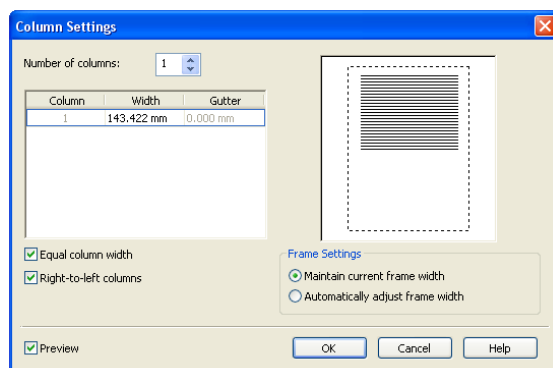 Column Settings
Number of columns: 1
Column Width Gutter
1 143.422 mm 0.000 mm
Equal column width
Right-to-left columns
Frame Settings
Maintain current frame width
Automatically adjust frame width
Preview
OK Cancel Help